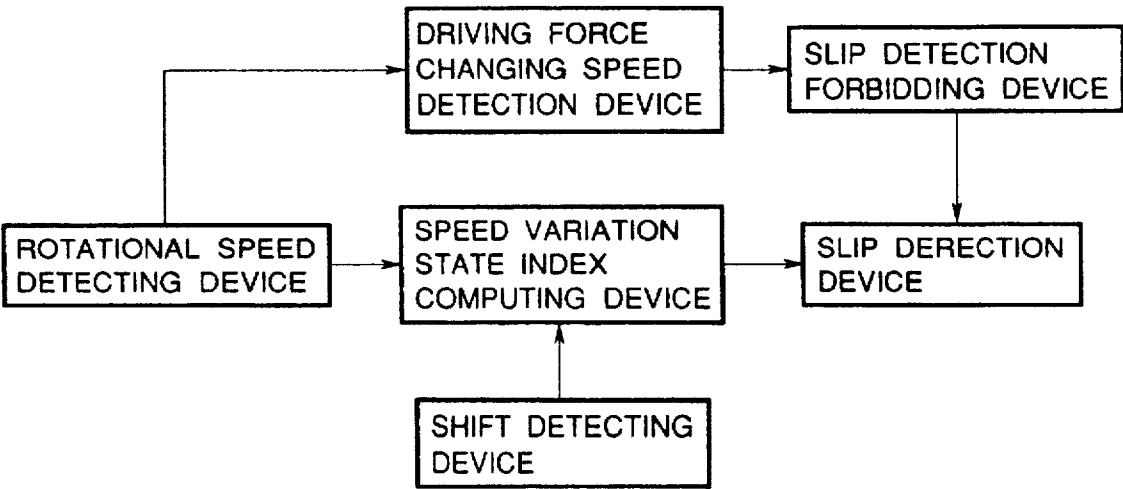 DRIVING FORCE
CHANGING SPEED
DETECTION DEVICE
SLIP DETECTION
FORBIDDING DEVICE
ROTATIONAL SPEED
DETECTING DEVICE
SPEED VARIATION
STATE INDEX
COMPUTING DEVICE
SLIP DERECTION
DEVICE
SHIFT DETECTING
DEVICE